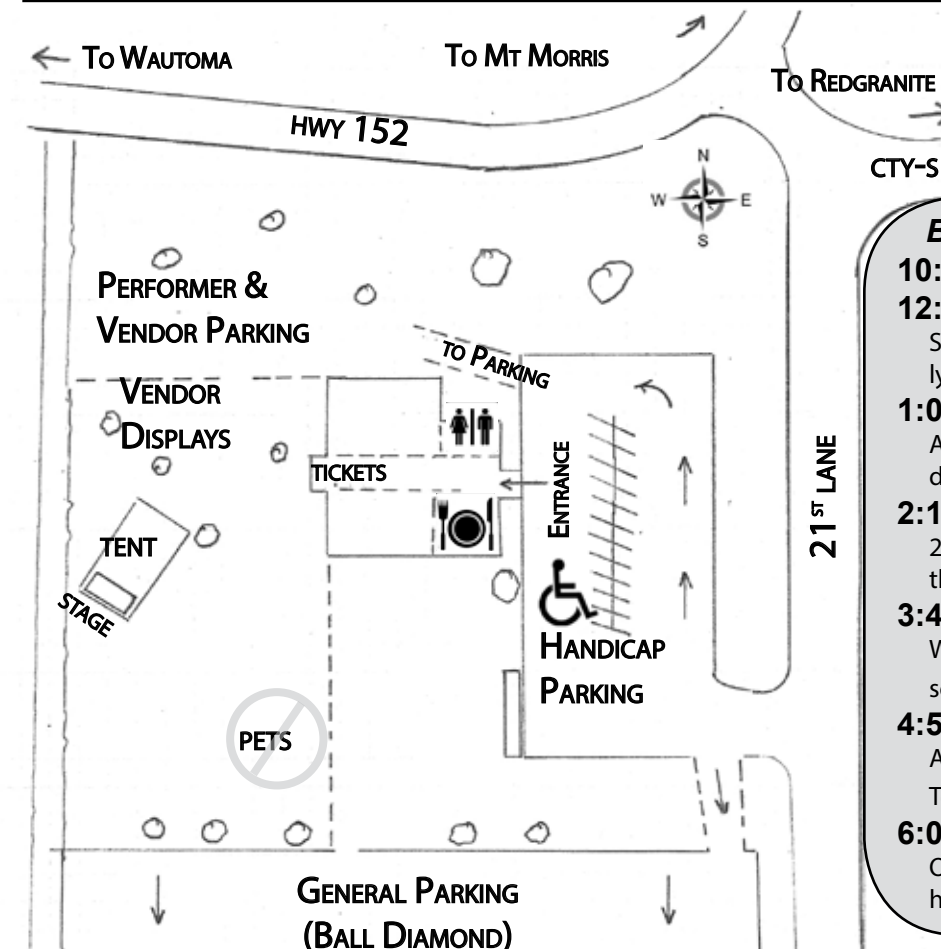 To Wautoma
To Mt Morris
To Redgranite
HWY 152
CTY-S
N
W E
S
Performer &
Vendor Parking
to Parking
Vendor
Displays
TICKETS
Entrance
21ST LANE
TENT
STAGE
Handicap
Parking
PETS
General Parking
(Ball Diamond)
10:
12:
1:0
2:1
3:4
4:5
6:0